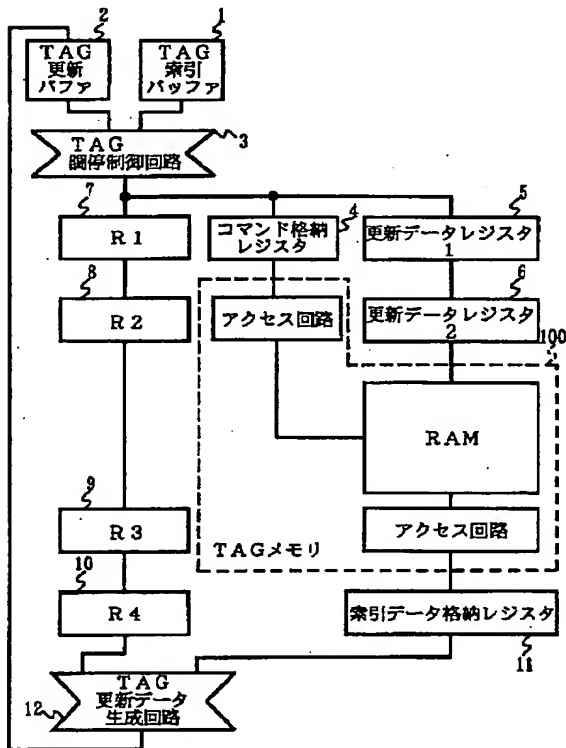 2
1
TAG
更新
バファ
TAG
索引
バッファ
TAG
調停制御回路
3
7
R1
4
コマンド格納
レジスタ
5
更新データレジスタ
1
8
R2
アクセス回路
6
更新データレジスタ
2
100
RAM
9
R3
TAGメモリ
アクセス回路
10
R4
索引データ格納レジスタ
11
TAG
更新データ
生成回路
12